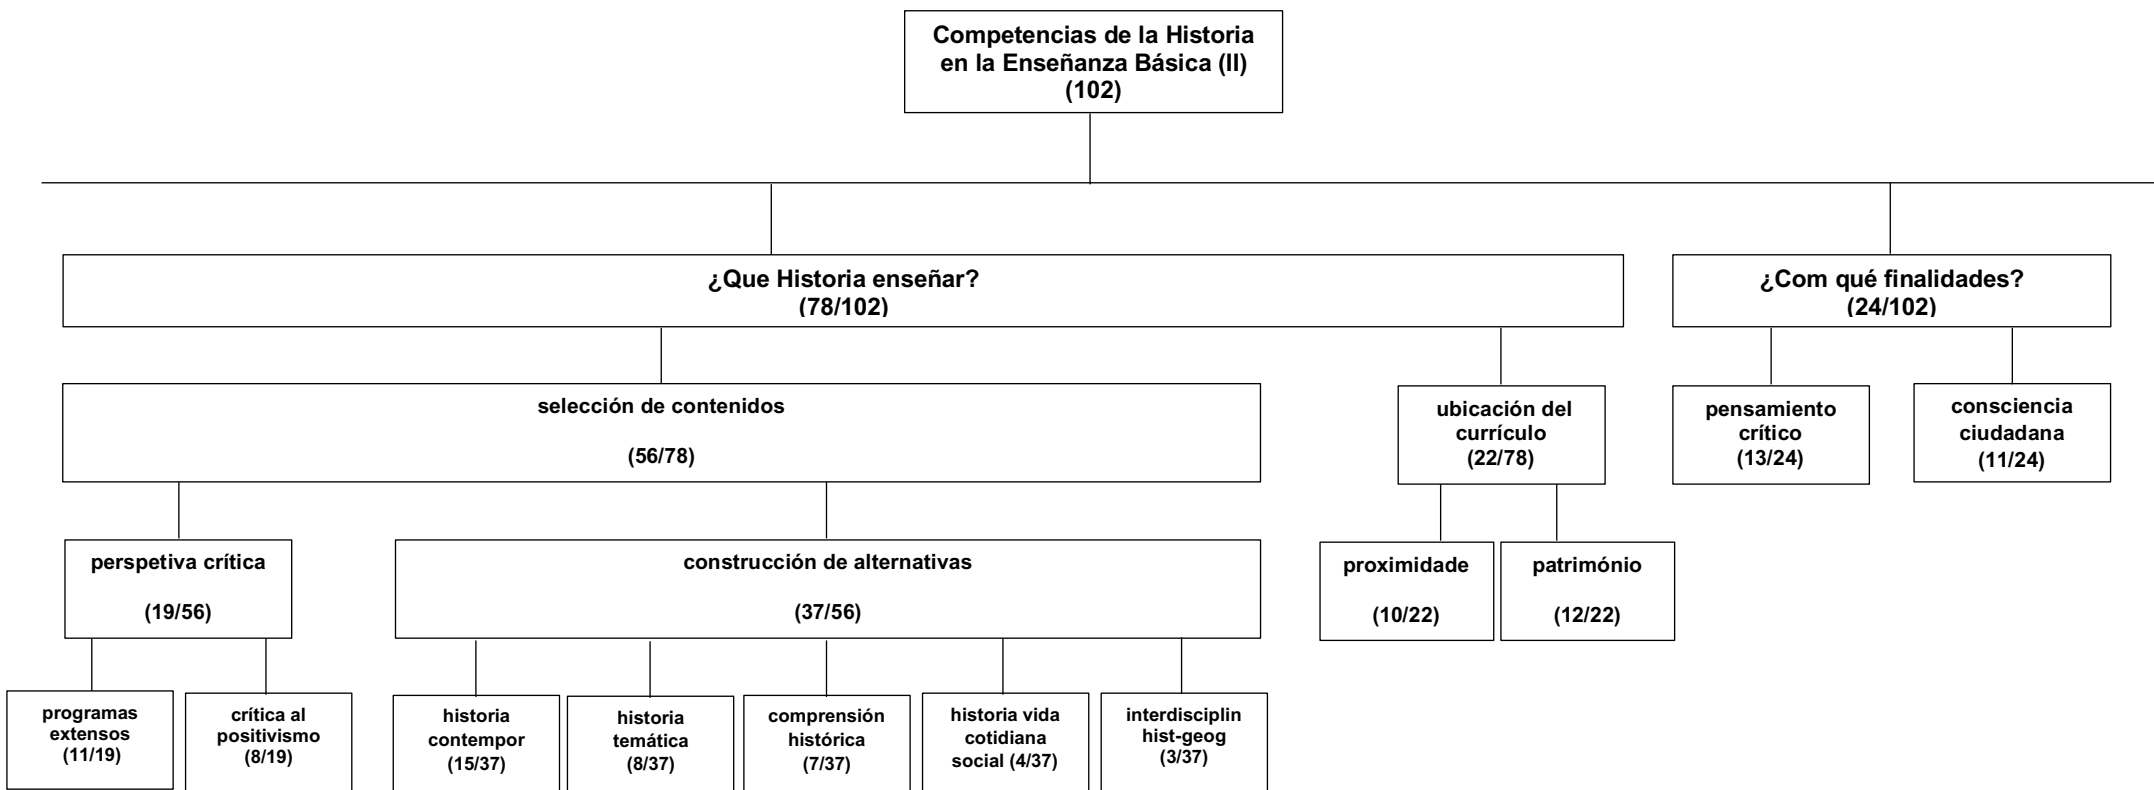 Competencias de la Historia
en la Enseñanza Básica (II)
(102)
¿Que Historia enseñar?
(78/102)
¿Com qué finalidades?
(24/102)
selección de contenidos
(56/78)
ubicación del
currículo
(22/78)
pensamiento
crítico
(13/24)
consciencia
ciudadana
(11/24)
perspetiva crítica
(19/56)
construcción de alternativas
(37/56)
proximidade
(10/22)
património
(12/22)
programas
extensos
(11/19)
crítica al
positivismo
(8/19)
historia
contempor
(15/37)
historia
temática
(8/37)
comprensión
histórica
(7/37)
historia vida
cotidiana
social (4/37)
interdisciplin
hist-geog
(3/37)